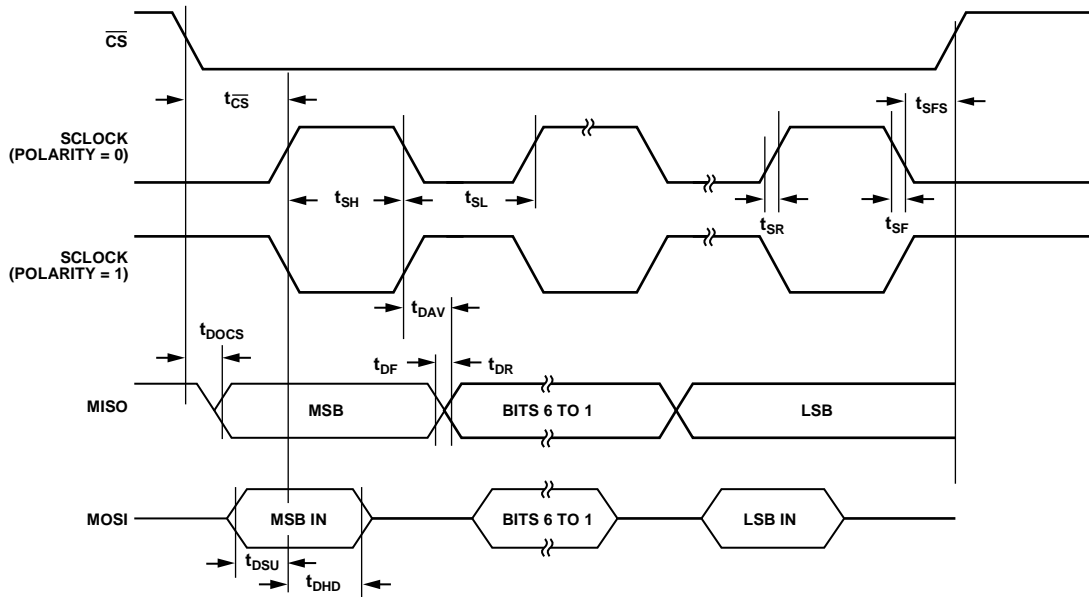 CS
tCS
tSFS
SCLOCK
(POLARITY = 0)
tSH
tSL
tSR
tSF
SCLOCK
(POLARITY = 1)
tDAV
tDOCS
tDF
tDR
MISO
MSB
BITS 6 TO 1
LSB
MOSI
MSB IN
BITS 6 TO 1
LSB IN
tDSU
tDHD